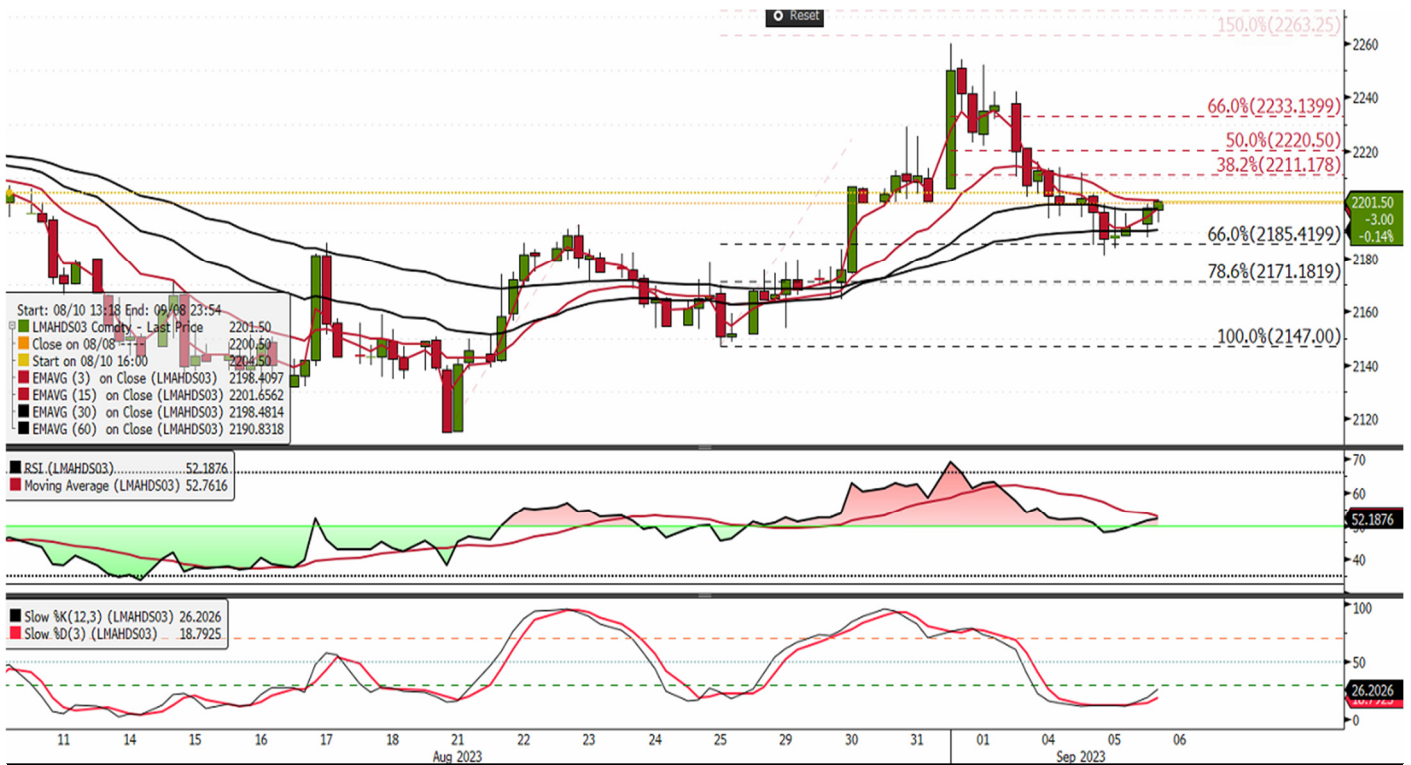 Reset
150.0%(2263.25)
66.0%(2233.1399)
50.0%(2220.50)
38.2%(2211.178)
66.0%(2185.4199)
78.6%(2171.1819)
100.0%(2147.00)
2260
2240
2220
2201.50
-3.00
-0.14%
2180
2160
2140
2120
Start: 08/10 13:18 End: 09/08 23:54
LMAHDS03 Comdty - Last Price 2201.50
Close on 08/08 ----- 2200.50
Start on 08/10 16:00 2204.50
EMAVG (3) on Close (LMAHDS03) 2198.4097
EMAVG (15) on Close (LMAHDS03) 2201.6562
EMAVG (30) on Close (LMAHDS03) 2198.4814
EMAVG (60) on Close (LMAHDS03) 2190.8318
RSI (LMAHDS03) 52.1876
Moving Average (LMAHDS03) 52.7616
70
60
52.1876
40
Slow %K(12,3) (LMAHDS03) 26.2026
Slow %D(3) (LMAHDS03) 18.7925
100
50
26.2026
18.7925
0
11 14 15 16 17 18 21 22 23 24 25 29 30 31 01 04 05 06
Aug 2023 Sep 2023